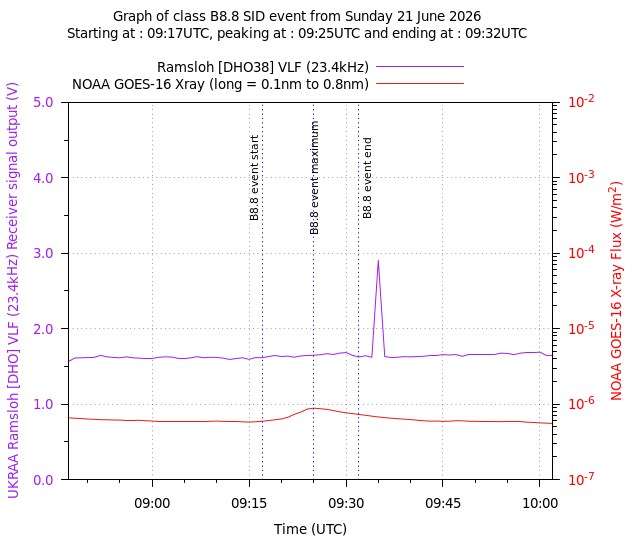 Graph of class B8.8 SID event from Sunday 21 June 2026
Starting at : 09:17UTC, peaking at : 09:25UTC and ending at : 09:32UTC
Ramsloh [DHO38] VLF (23.4kHz)
NOAA GOES-16 Xray (long = 0.1nm to 0.8nm)
UKRAA Ramsloh [DHO] VLF (23.4kHz) Receiver signal output (V)
5.0
4.0
3.0
2.0
1.0
0.0
B8.8 event start
B8.8 event maximum
B8.8 event end
10-2
10-3
10-4
10-5
10-6
10-7
NOAA GOES-16 X-ray Flux (W/m2)
09:00
09:15
09:30
09:45
10:00
Time (UTC)